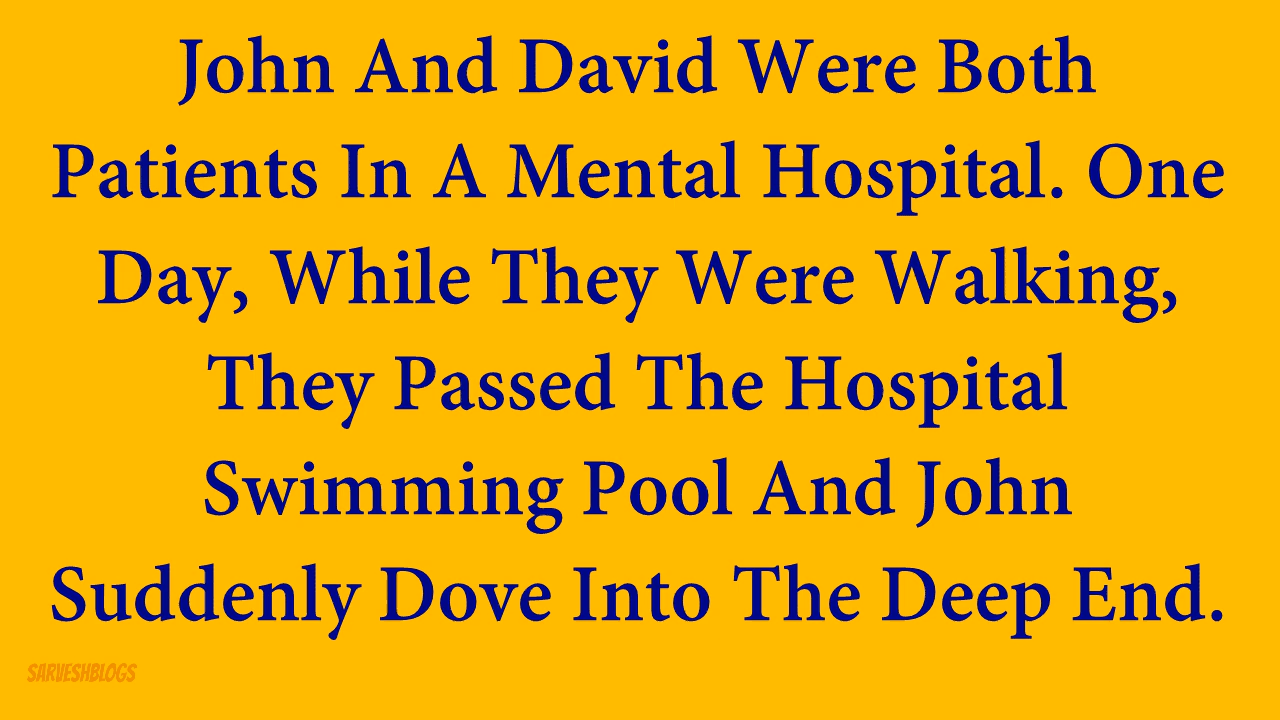 John And David Were Both
Patients In A Mental Hospital. One
Day, While They Were Walking,
They Passed The Hospital
Swimming Pool And John
Suddenly Dove Into The Deep End.
SARVESHBLOGS